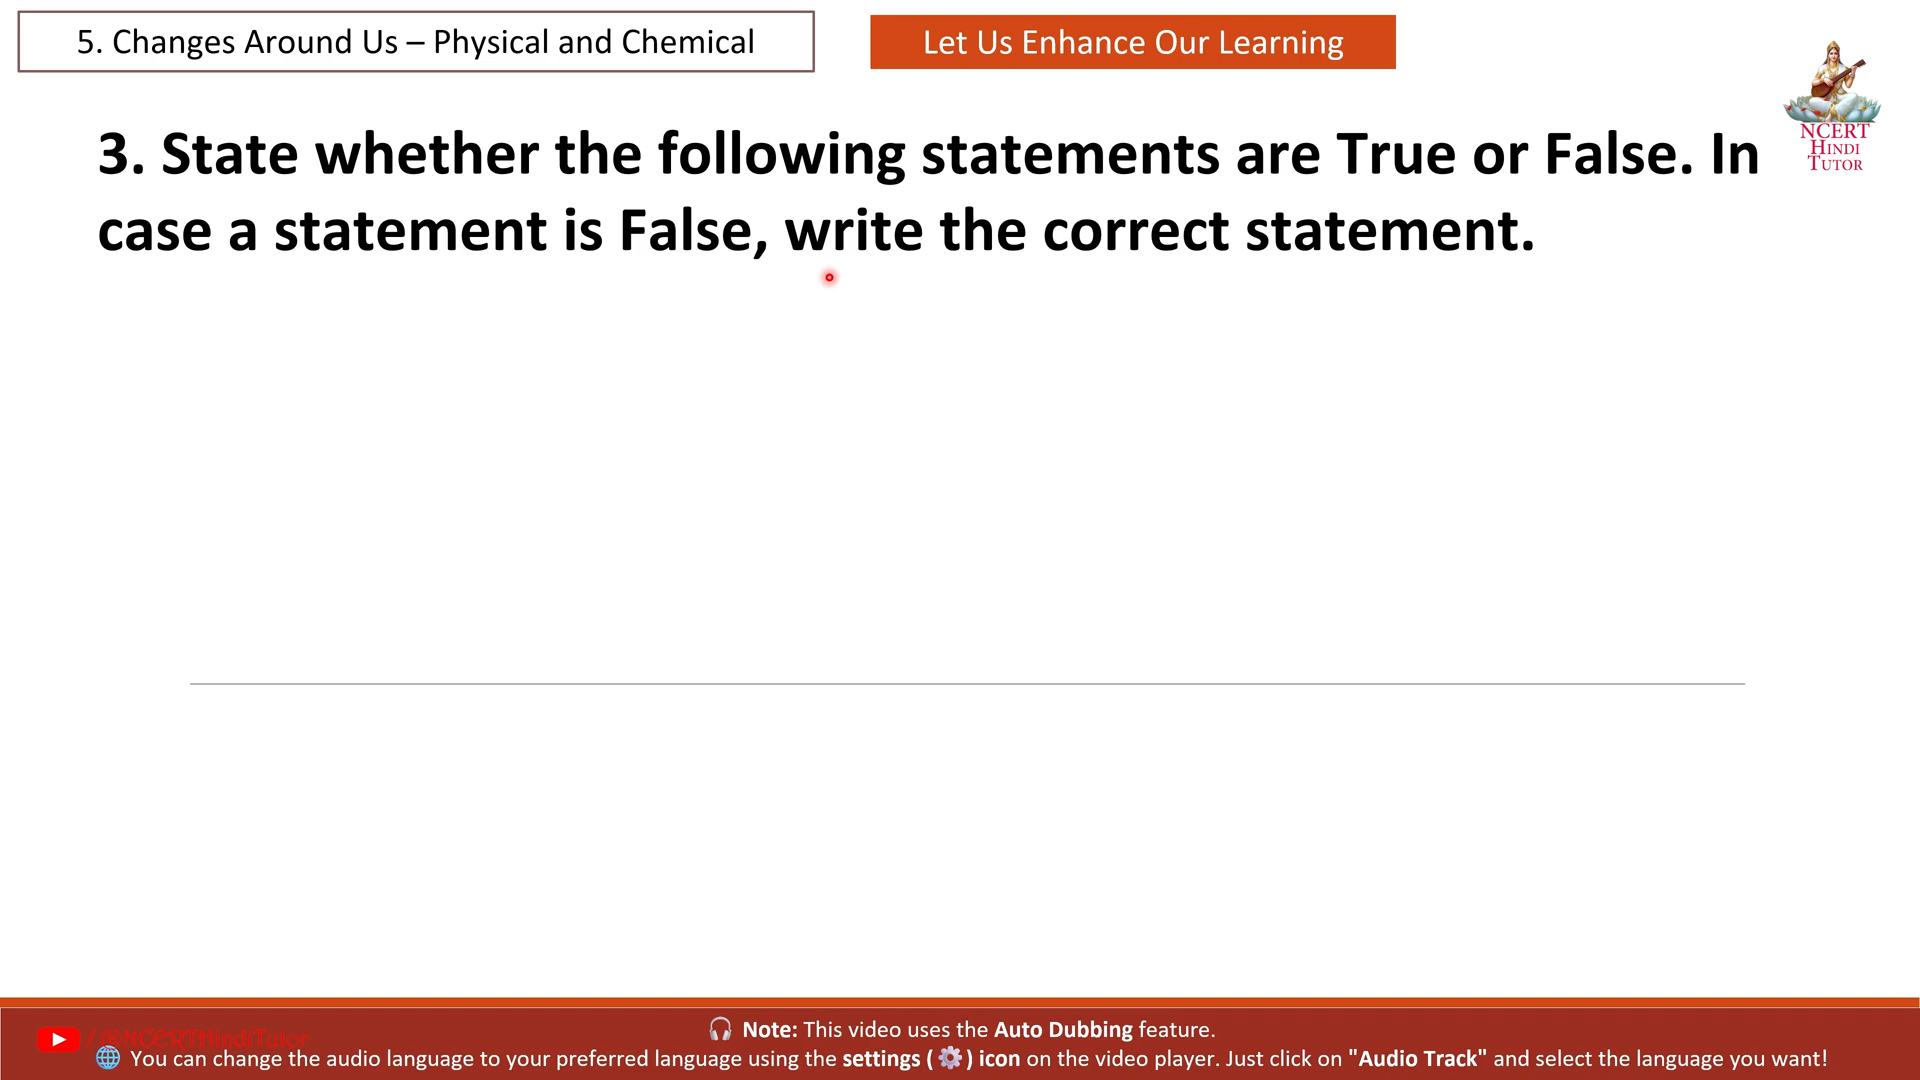 5. Changes Around Us – Physical and Chemical
Let Us Enhance Our Learning
NCERT
HINDI
TUTOR
3. State whether the following statements are True or False. In
case a statement is False, write the correct statement.
🎧 Note: This video uses the Auto Dubbing feature.
/@NCERTHindiTutor
🌐 You can change the audio language to your preferred language using the settings ( ⚙️ ) icon on the video player. Just click on "Audio Track" and select the language you want!